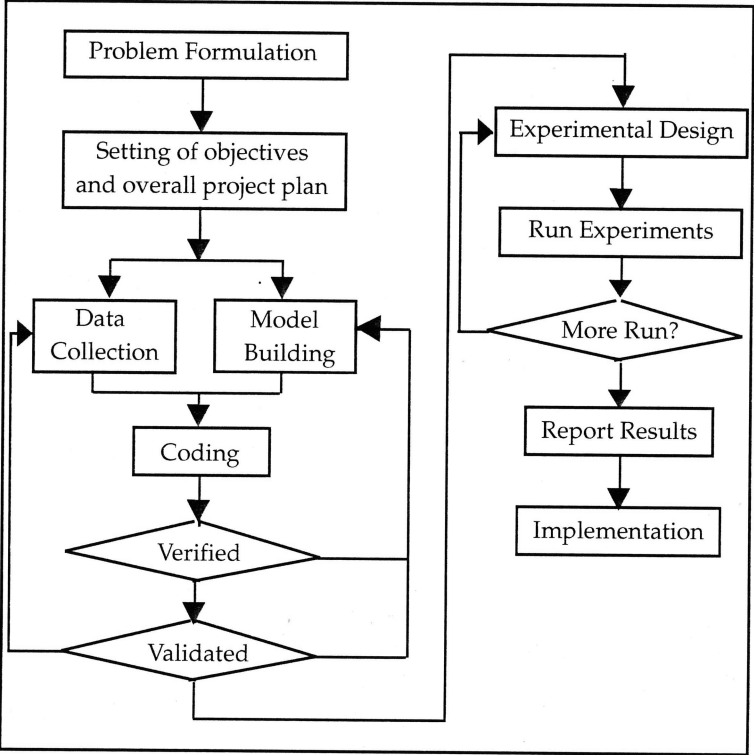 Problem Formulation
Setting of objectives
and overall project plan
Data
Collection
Model
Building
Coding
Verified
Validated
Experimental Design
Run Experiments
More Run?
Report Results
Implementation